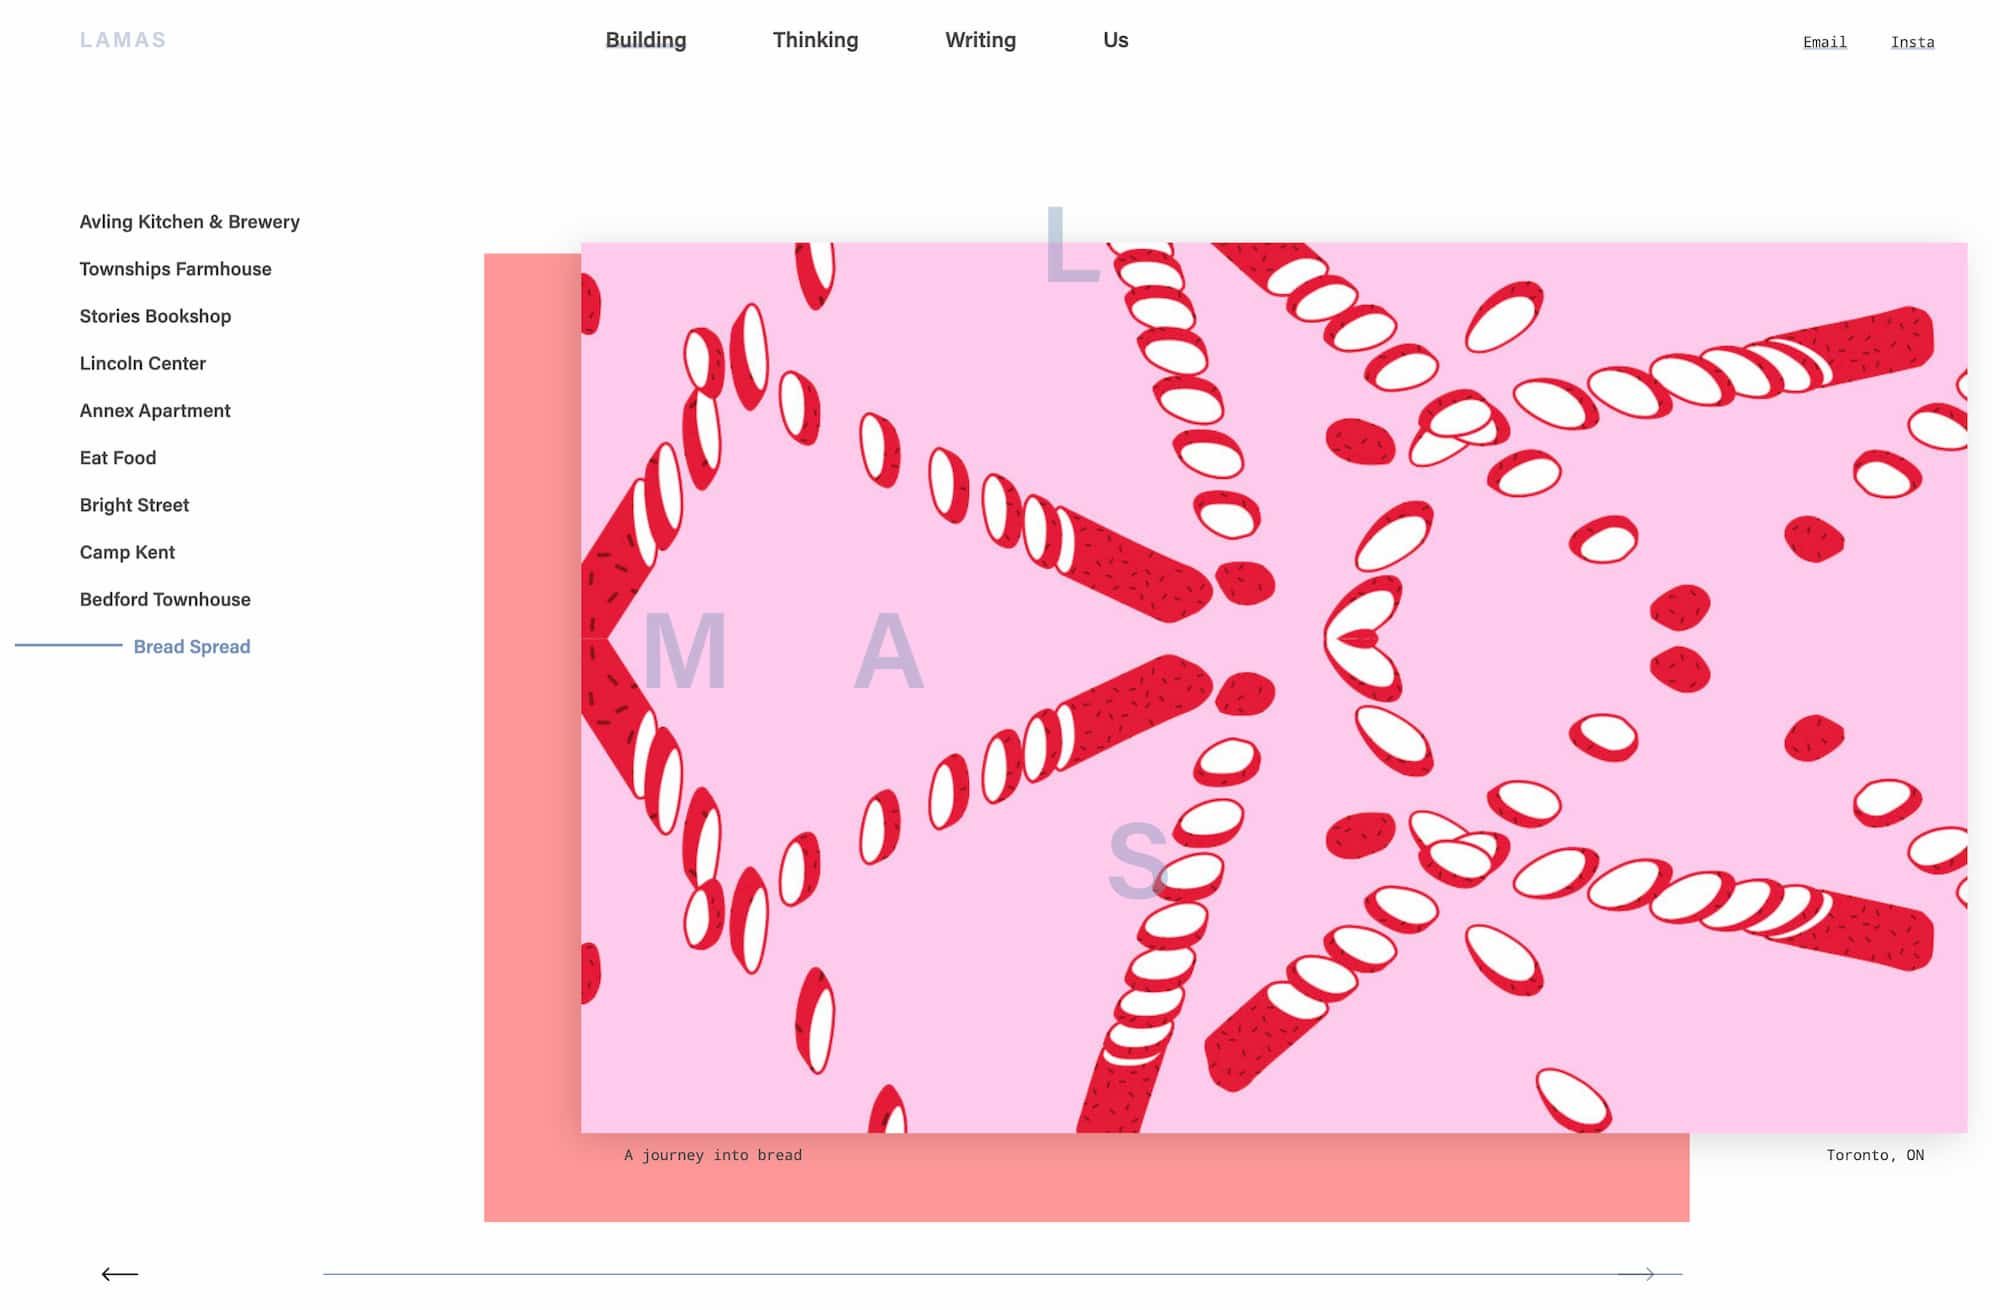 LAMAS
Building
Thinking
Writing
Us
Email
Insta
Avling Kitchen & Brewery
Townships Farmhouse
Stories Bookshop
Lincoln Center
Annex Apartment
Eat Food
Bright Street
Camp Kent
Bedford Townhouse
Bread Spread
L
M A
S
A journey into bread
Toronto, ON